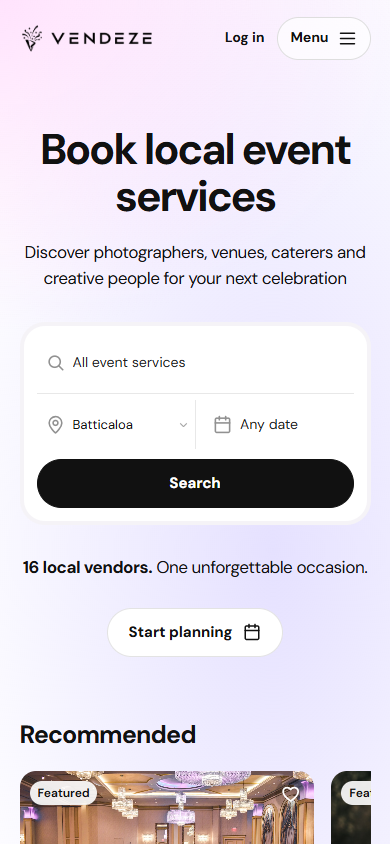 VENDEZE
Log in
Menu
Book local event
services
Discover photographers, venues, caterers and
creative people for your next celebration
All event services
Batticaloa
Any date
Search
16 local vendors. One unforgettable occasion.
Start planning
Recommended
Featured